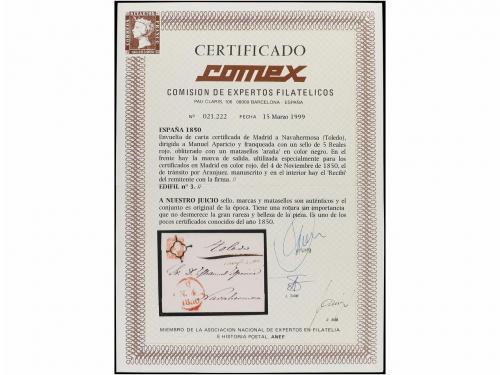 CERTIFICADO
comex
COMISION DE EXPERTOS FILATELICOS
PAU CLARIS, 106 08009 BARCELONA - ESPAÑA
Nº 023.222 FECHA 15 Marzo 1999
ESPAÑA 1850
Envuelta de carta certificada de Madrid a Navahermosa (Toledo),
dirigida a Manuel Aparicio y franqueada con un sello de 5 Reales
rojo, obliterado con un matasellos 'araña' en color negro. En
el frente hay la marca de salida, ultilizada especialmente para los
certificados en Madrid en color rojo, del 4 de Noviembre de 1850, el
de tránsito por Aranjuez, manuscrito y en el interior hay el 'Recibí'
del remitente con la firma. //
EDIFIL nº 3. //
A NUESTRO JUICIO sello, marcas y matasellos son auténticos y el
conjunto es original de la época. Tiene una rotura sin importancia
que no desmerece la gran rareza y belleza de la pieza. Es uno de los
pocos certificados conocidos del año 1850.
Toledo
Navahermosa
MIEMBRO DE LA ASOCIACION NACIONAL DE EXPERTOS EN FILATELIA
E HISTORIA POSTAL. ANEF